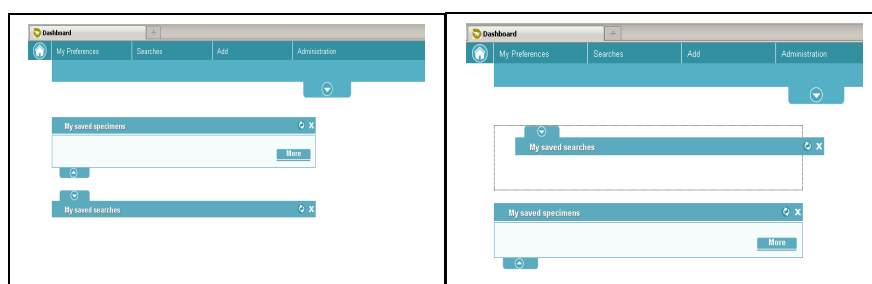 Dashboard
My Preferences Searches Add Administration
My saved specimens
More
My saved searches
Dashboard
My Preferences Searches Add Administration
My saved searches
My saved specimens
More